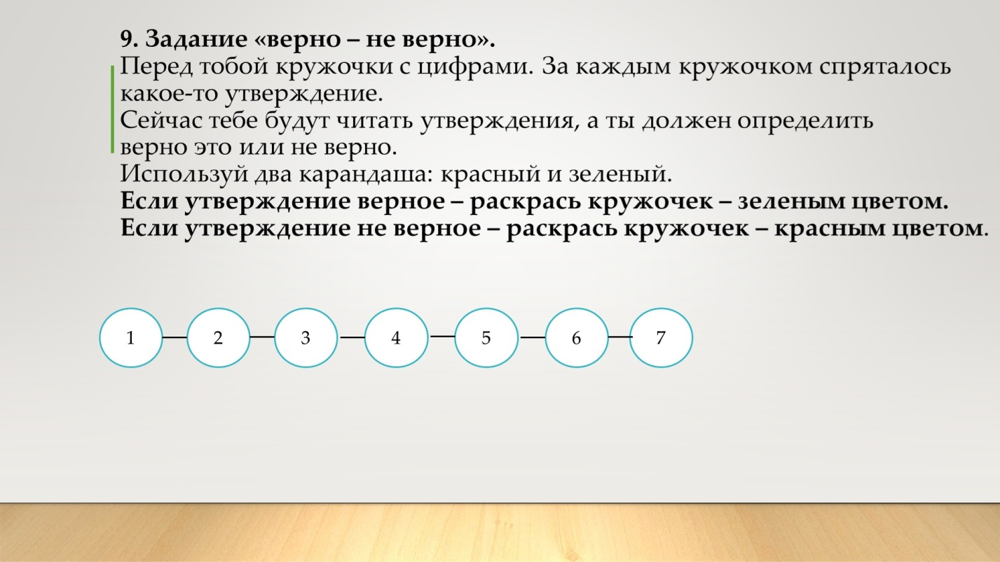 9. Задание «верно – не верно».
Перед тобой кружочки с цифрами. За каждым кружочком спряталось
какое-то утверждение.
Сейчас тебе будут читать утверждения, а ты должен определить
верно это или не верно.
Используй два карандаша: красный и зеленый.
Если утверждение верное – раскрась кружочек – зеленым цветом.
Если утверждение не верное – раскрась кружочек – красным цветом.
1 2 3 4 5 6 7